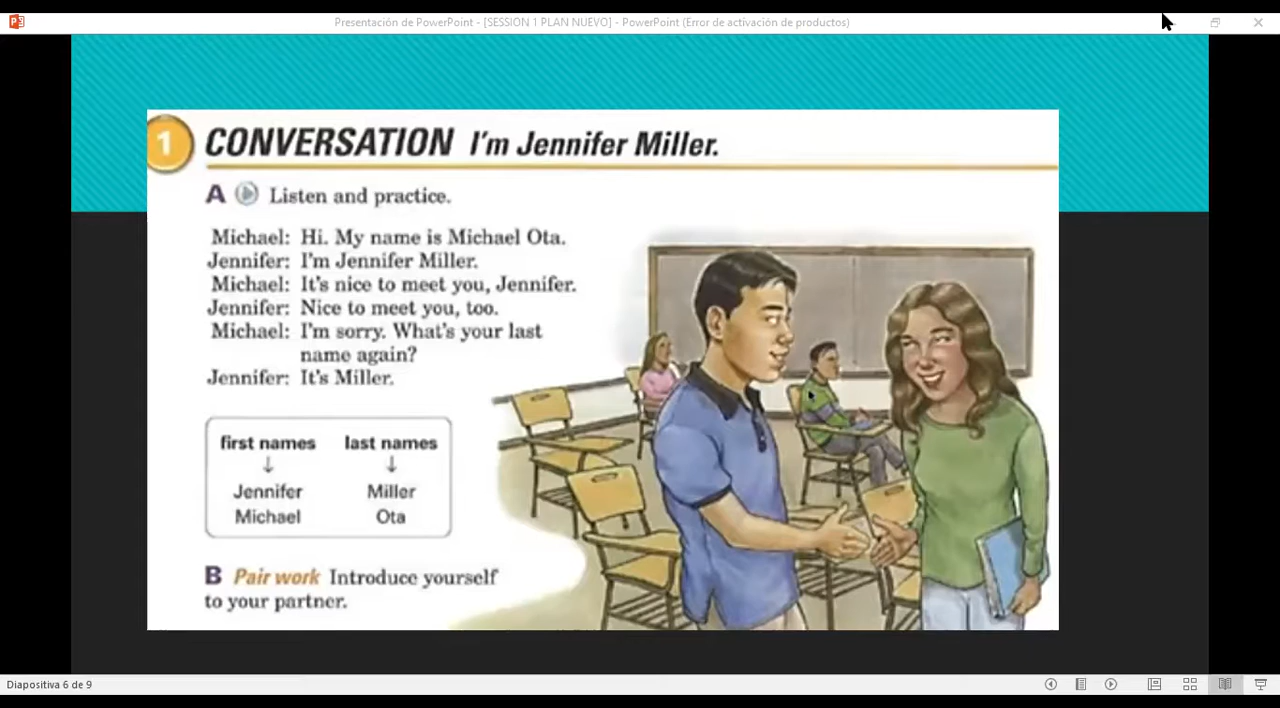 Presentación de PowerPoint - [SESSION 1 PLAN NUEVO] - PowerPoint (Error de activación de productos)
1 CONVERSATION I'm Jennifer Miller.
A Listen and practice.
Michael: Hi. My name is Michael Ota.
Jennifer: I'm Jennifer Miller.
Michael: It's nice to meet you, Jennifer.
Jennifer: Nice to meet you, too.
Michael: I'm sorry. What's your last
name again?
Jennifer: It's Miller.
first names last names
↓ ↓
Jennifer Miller
Michael Ota
B Pair work Introduce yourself
to your partner.
Diapositiva 6 de 9